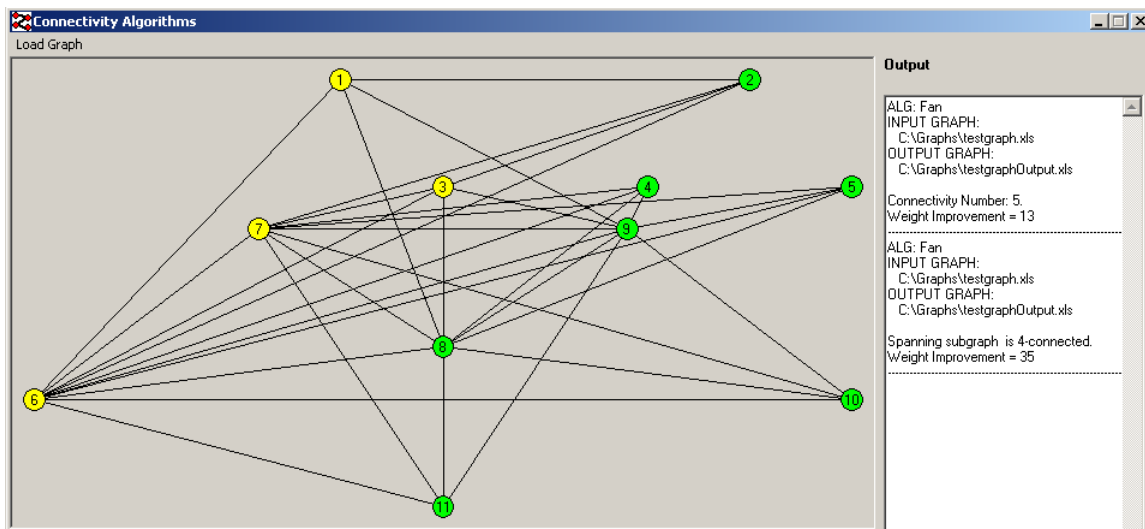 Connectivity Algorithms
Load Graph
1
2
3
4
5
7
9
8
6
10
11
Output
ALG: Fan
INPUT GRAPH:
C:\Graphs\testgraph.xls
OUTPUT GRAPH:
C:\Graphs\testgraphOutput.xls
Connectivity Number: 5.
Weight Improvement = 13
ALG: Fan
INPUT GRAPH:
C:\Graphs\testgraph.xls
OUTPUT GRAPH:
C:\Graphs\testgraphOutput.xls
Spanning subgraph is 4-connected.
Weight Improvement = 35